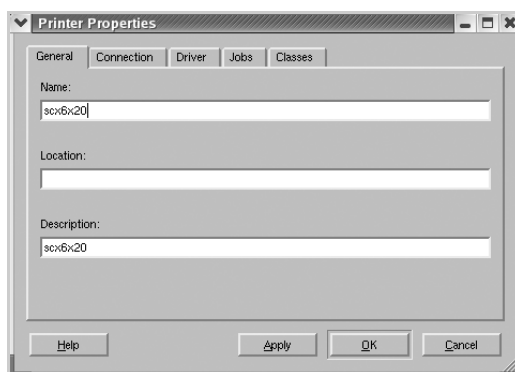 Printer Properties
General Connection Driver Jobs Classes
Name:
scx6x20
Location:
Description:
scx6x20
Help Apply OK Cancel